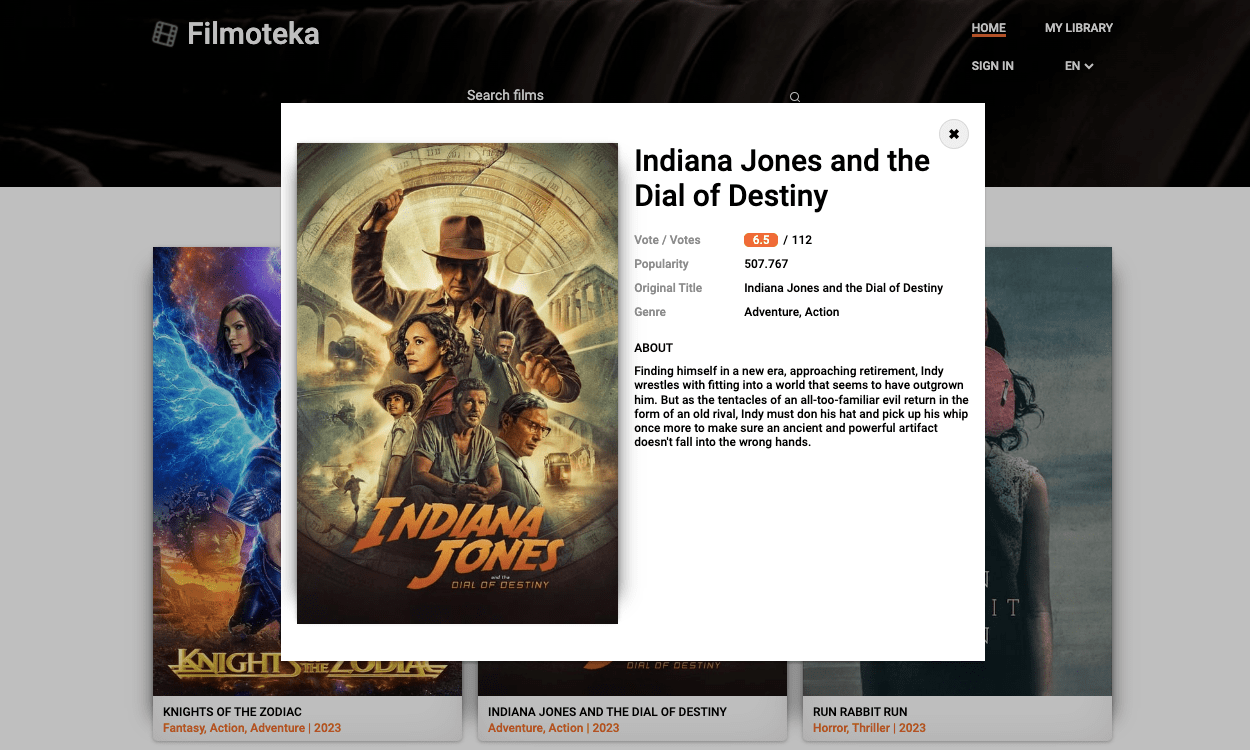 Filmoteka
HOME
MY LIBRARY
SIGN IN
EN
Search films
✖
Indiana Jones and the
Dial of Destiny
Vote / Votes 6.5 / 112
Popularity 507.767
Original Title Indiana Jones and the Dial of Destiny
Genre Adventure, Action
ABOUT
Finding himself in a new era, approaching retirement, Indy
wrestles with fitting into a world that seems to have outgrown
him. But as the tentacles of an all-too-familiar evil return in the
form of an old rival, Indy must don his hat and pick up his whip
once more to make sure an ancient and powerful artifact
doesn't fall into the wrong hands.
INDIANA
JONES
and the
DIAL OF DESTINY
KNIGHTS OF THE ZODIAC
DIAL OF DESTINY
N
IT
N
KNIGHTS OF THE ZODIAC
Fantasy, Action, Adventure | 2023
INDIANA JONES AND THE DIAL OF DESTINY
Adventure, Action | 2023
RUN RABBIT RUN
Horror, Thriller | 2023